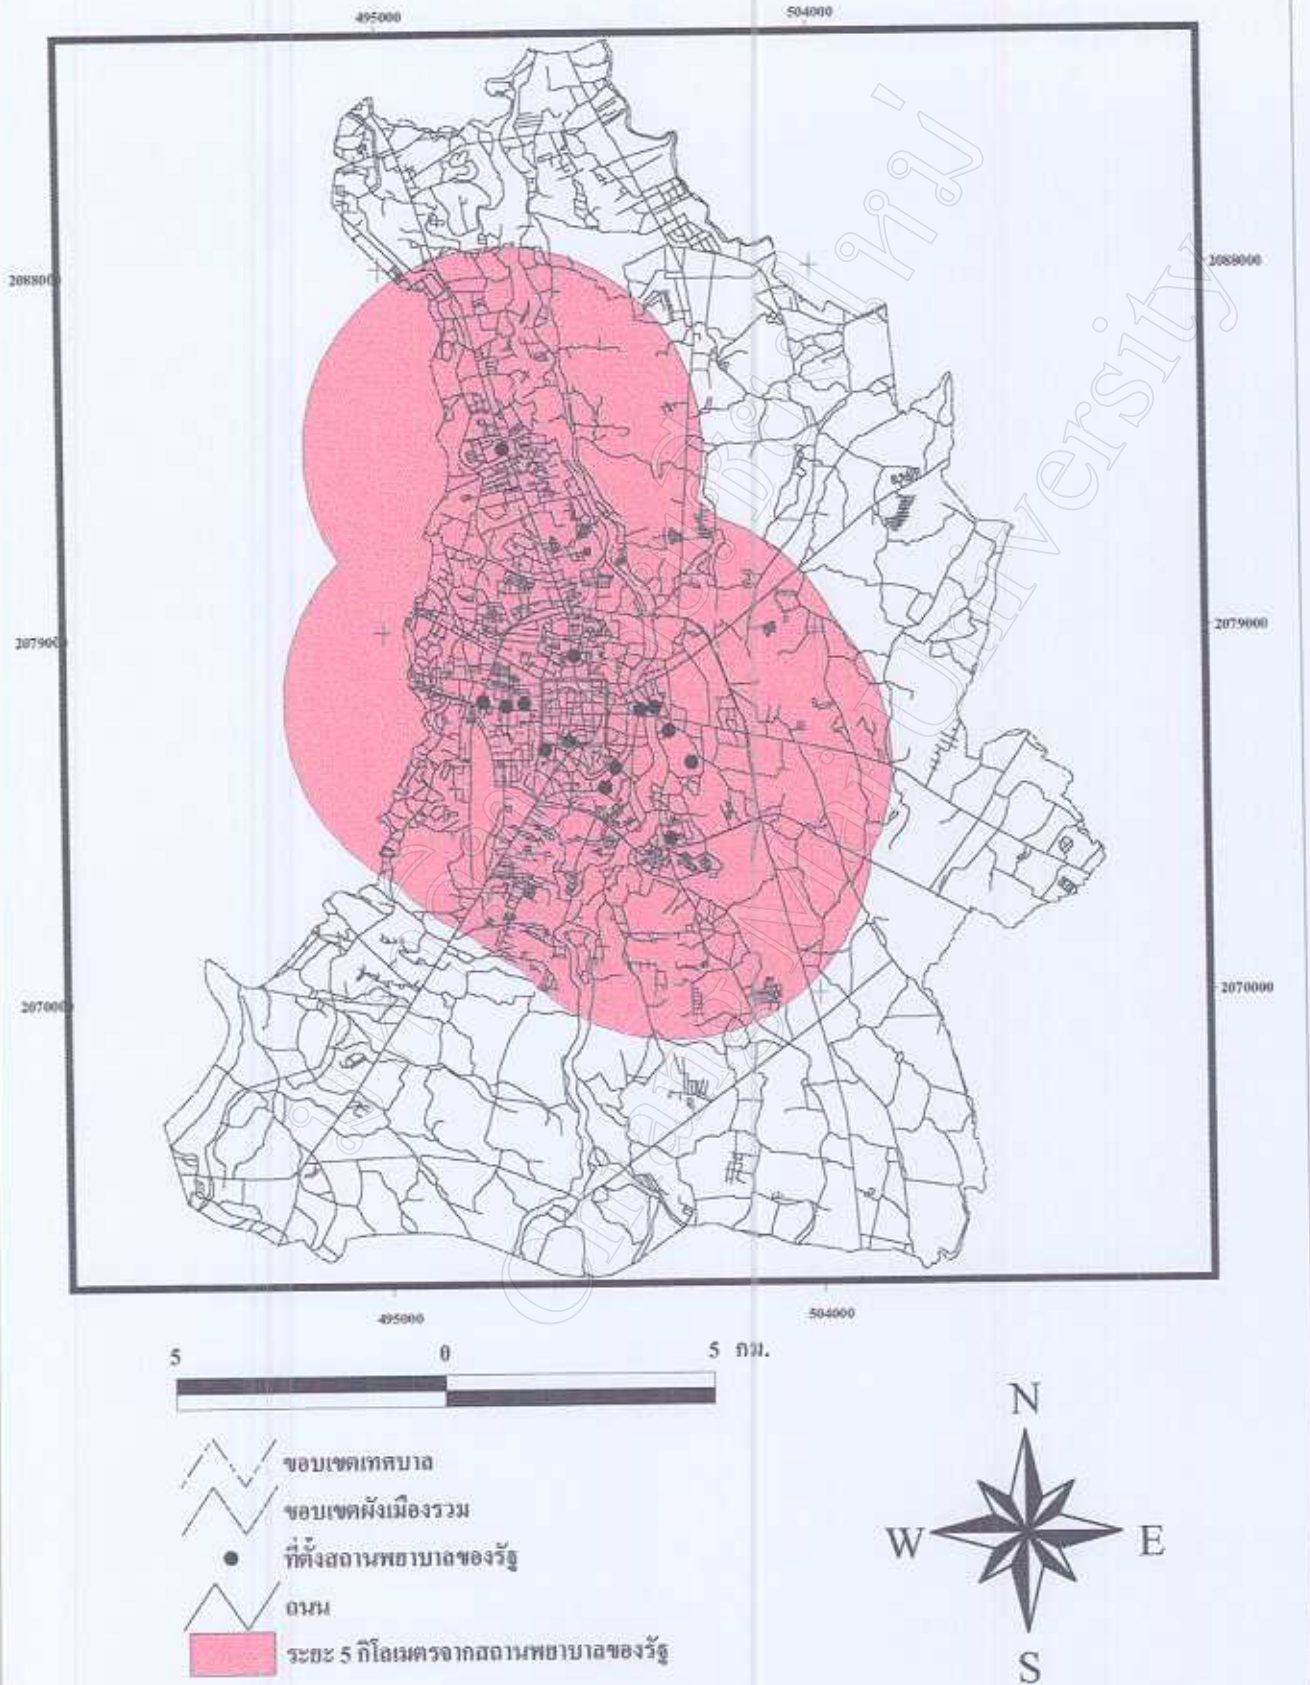 495000 504000
2088000 2088000
2079000 2079000
2070000 2070000
495000 504000
5 0 5 กม.
ขอบเขตเทศบาล
ขอบเขตผังเมืองรวม
ที่ตั้งสถานพยาบาลของรัฐ
ถนน
ระยะ 5 กิโลเมตรจากสถานพยาบาลของรัฐ
N
W E
S
Chiang Mai University